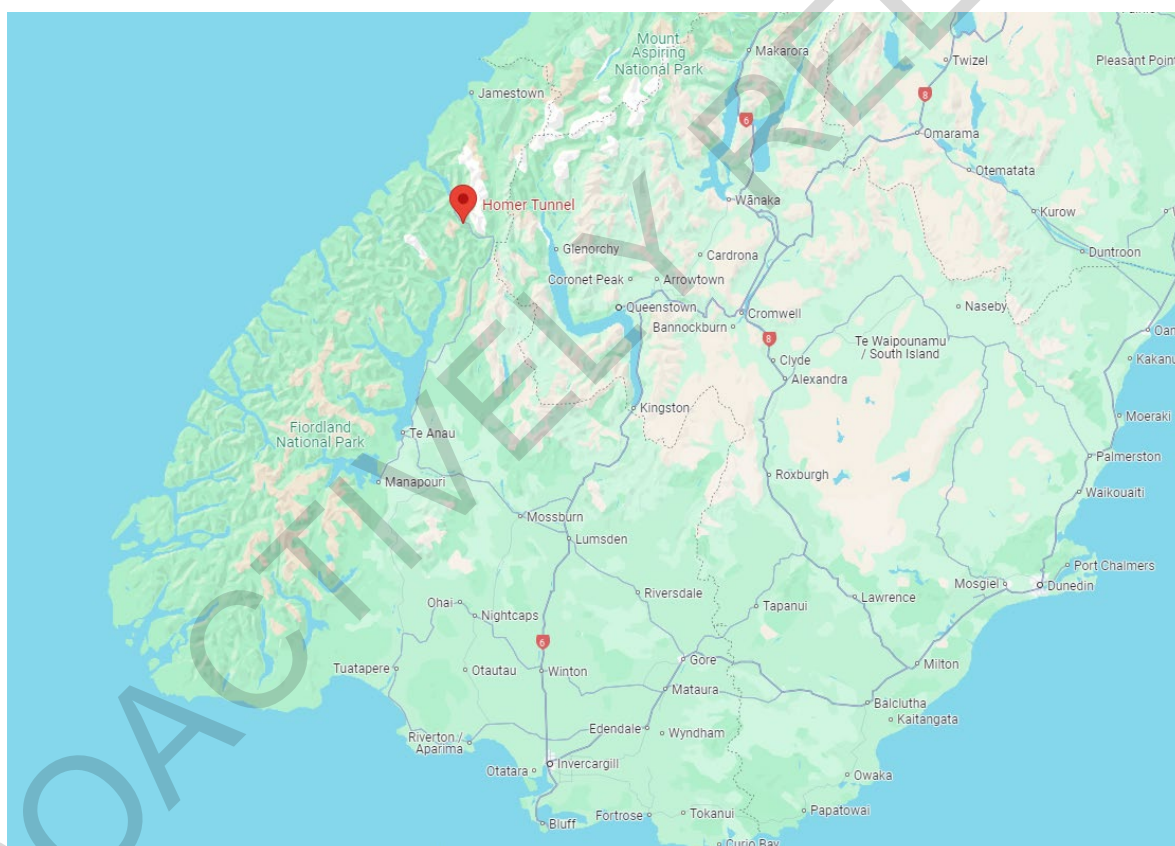 Mount
Aspiring
National Park
Makarora
Twizel
Pleasant Point
Jamestown
6
8
Omarama
Otematata
Homer Tunnel
Wānaka
Kurow
Glenorchy
Cardrona
Duntroon
Coronet Peak
Arrowtown
Queenstown
Cromwell
Naseby
Bannockburn
8
Te Waipounamu
/ South Island
Clyde
Alexandra
Kakanu
Kingston
Moeraki
Fiordland
National Park
Te Anau
Palmerston
Manapouri
Roxburgh
Waikouaiti
Mossburn
Lumsden
Port Chalmers
Mosgiel
Dunedin
Riversdale
Ohai
Nightcaps
Tapanui
Lawrence
6
Gore
Tuatapere
Otautau
Winton
Milton
Mataura
Balclutha
Kaitangata
Riverton /
Aparima
Edendale
Wyndham
Otatara
Invercargill
Owaka
Bluff
Fortrose
Tokanui
Papatowai
Curio Bay
OACTIVELY REL